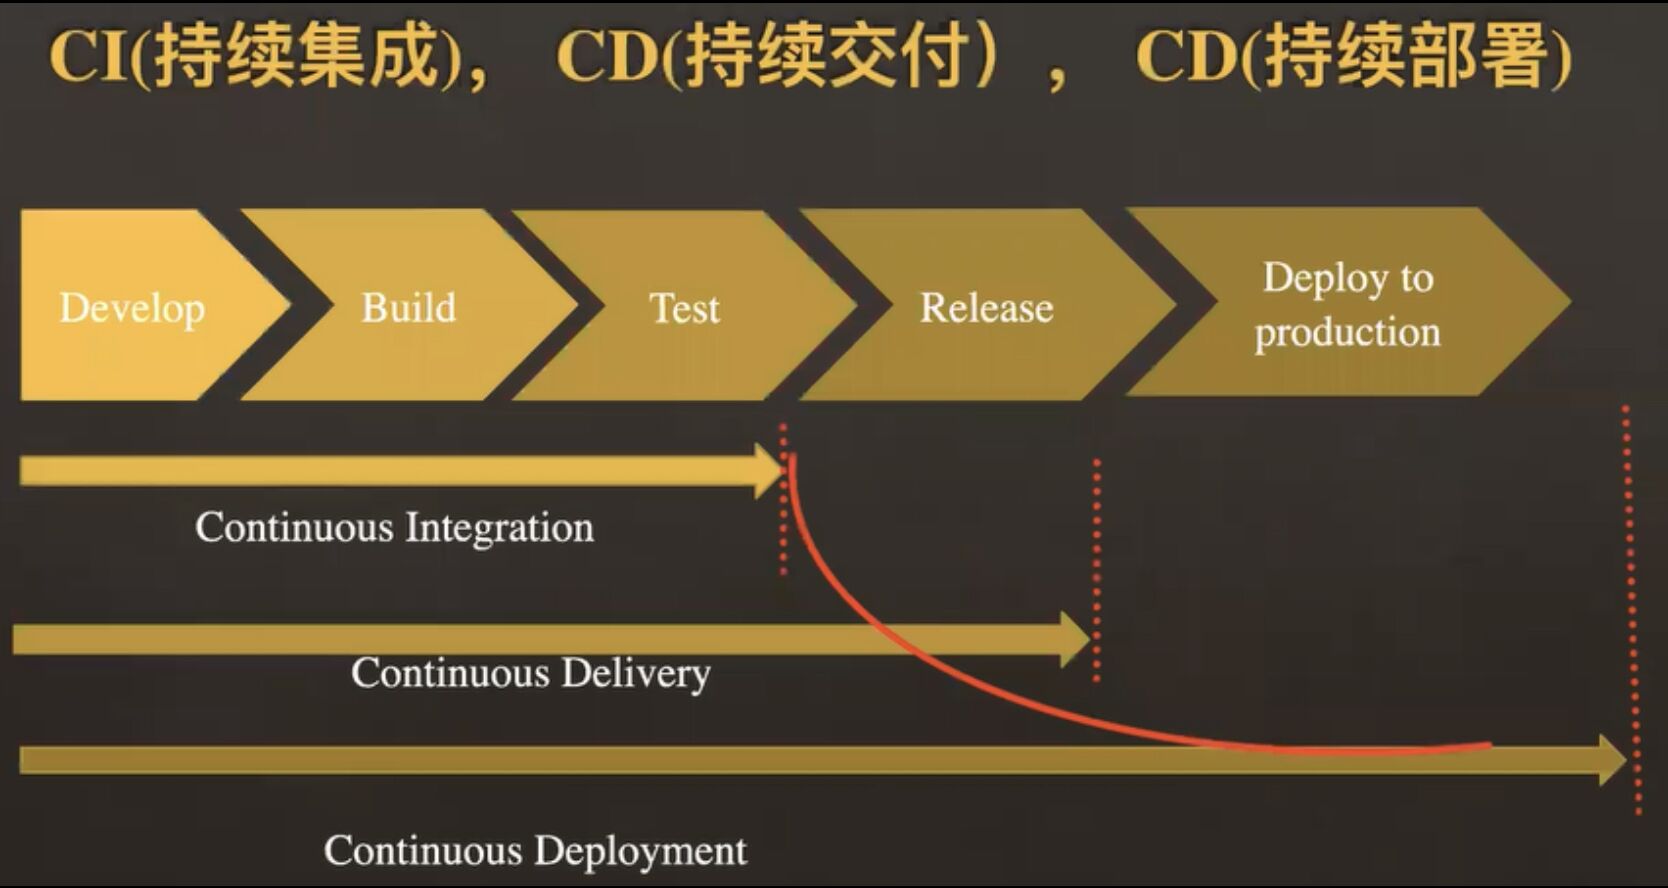 CI(持续集成)， CD(持续交付）， CD(持续部署)
Develop
Build
Test
Release
Deploy to
production
Continuous Integration
Continuous Delivery
Continuous Deployment